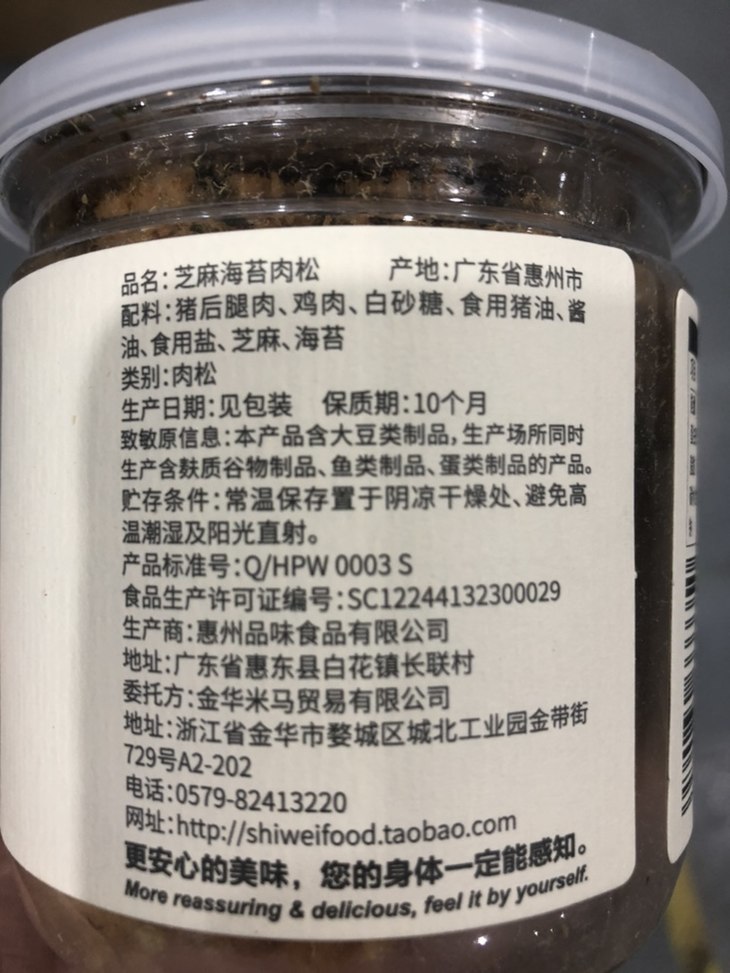 品名：芝麻海苔肉松 产地：广东省惠州市
配料：猪后腿肉、鸡肉、白砂糖、食用猪油、酱
油、食用盐、芝麻、海苔
类别：肉松
生产日期：见包装 保质期：10个月
致敏原信息：本产品含大豆类制品，生产场所同时
生产含麸质谷物制品、鱼类制品、蛋类制品的产品。
贮存条件：常温保存置于阴凉干燥处、避免高
温潮湿及阳光直射。
产品标准号：Q/HPW 0003 S
食品生产许可证编号：SC12244132300029
生产商：惠州品味食品有限公司
地址：广东省惠东县白花镇长联村
委托方：金华米马贸易有限公司
地址：浙江省金华市婺城区城北工业园金带街
729号A2-202
电话：0579-82413220
网址：http://shiweifood.taobao.com
更安心的美味，您的身体一定能感知。
More reassuring & delicious, feel it by yourself.